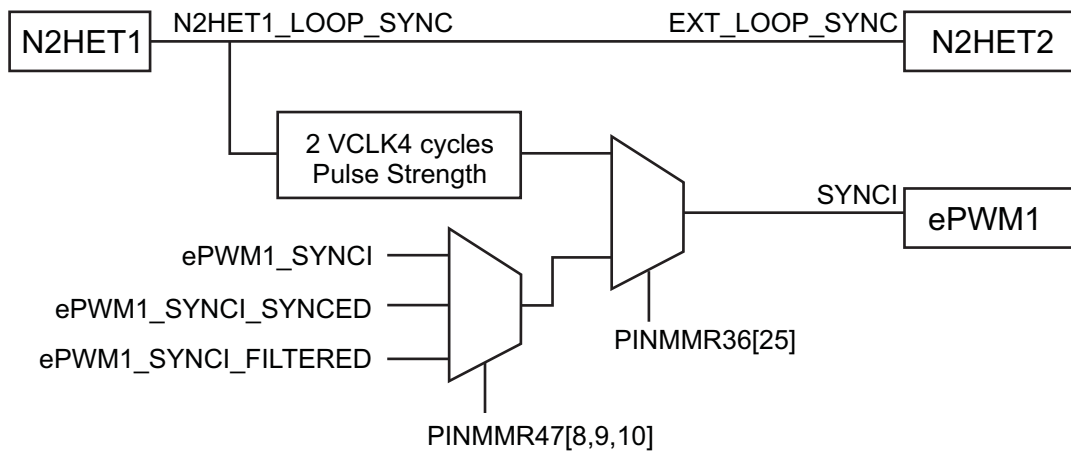 N2HET1
N2HET1_LOOP_SYNC
EXT_LOOP_SYNC
N2HET2
2 VCLK4 cycles
Pulse Strength
SYNCI
ePWM1
ePWM1_SYNCI
ePWM1_SYNCI_SYNCED
ePWM1_SYNCI_FILTERED
PINMMR36[25]
PINMMR47[8,9,10]